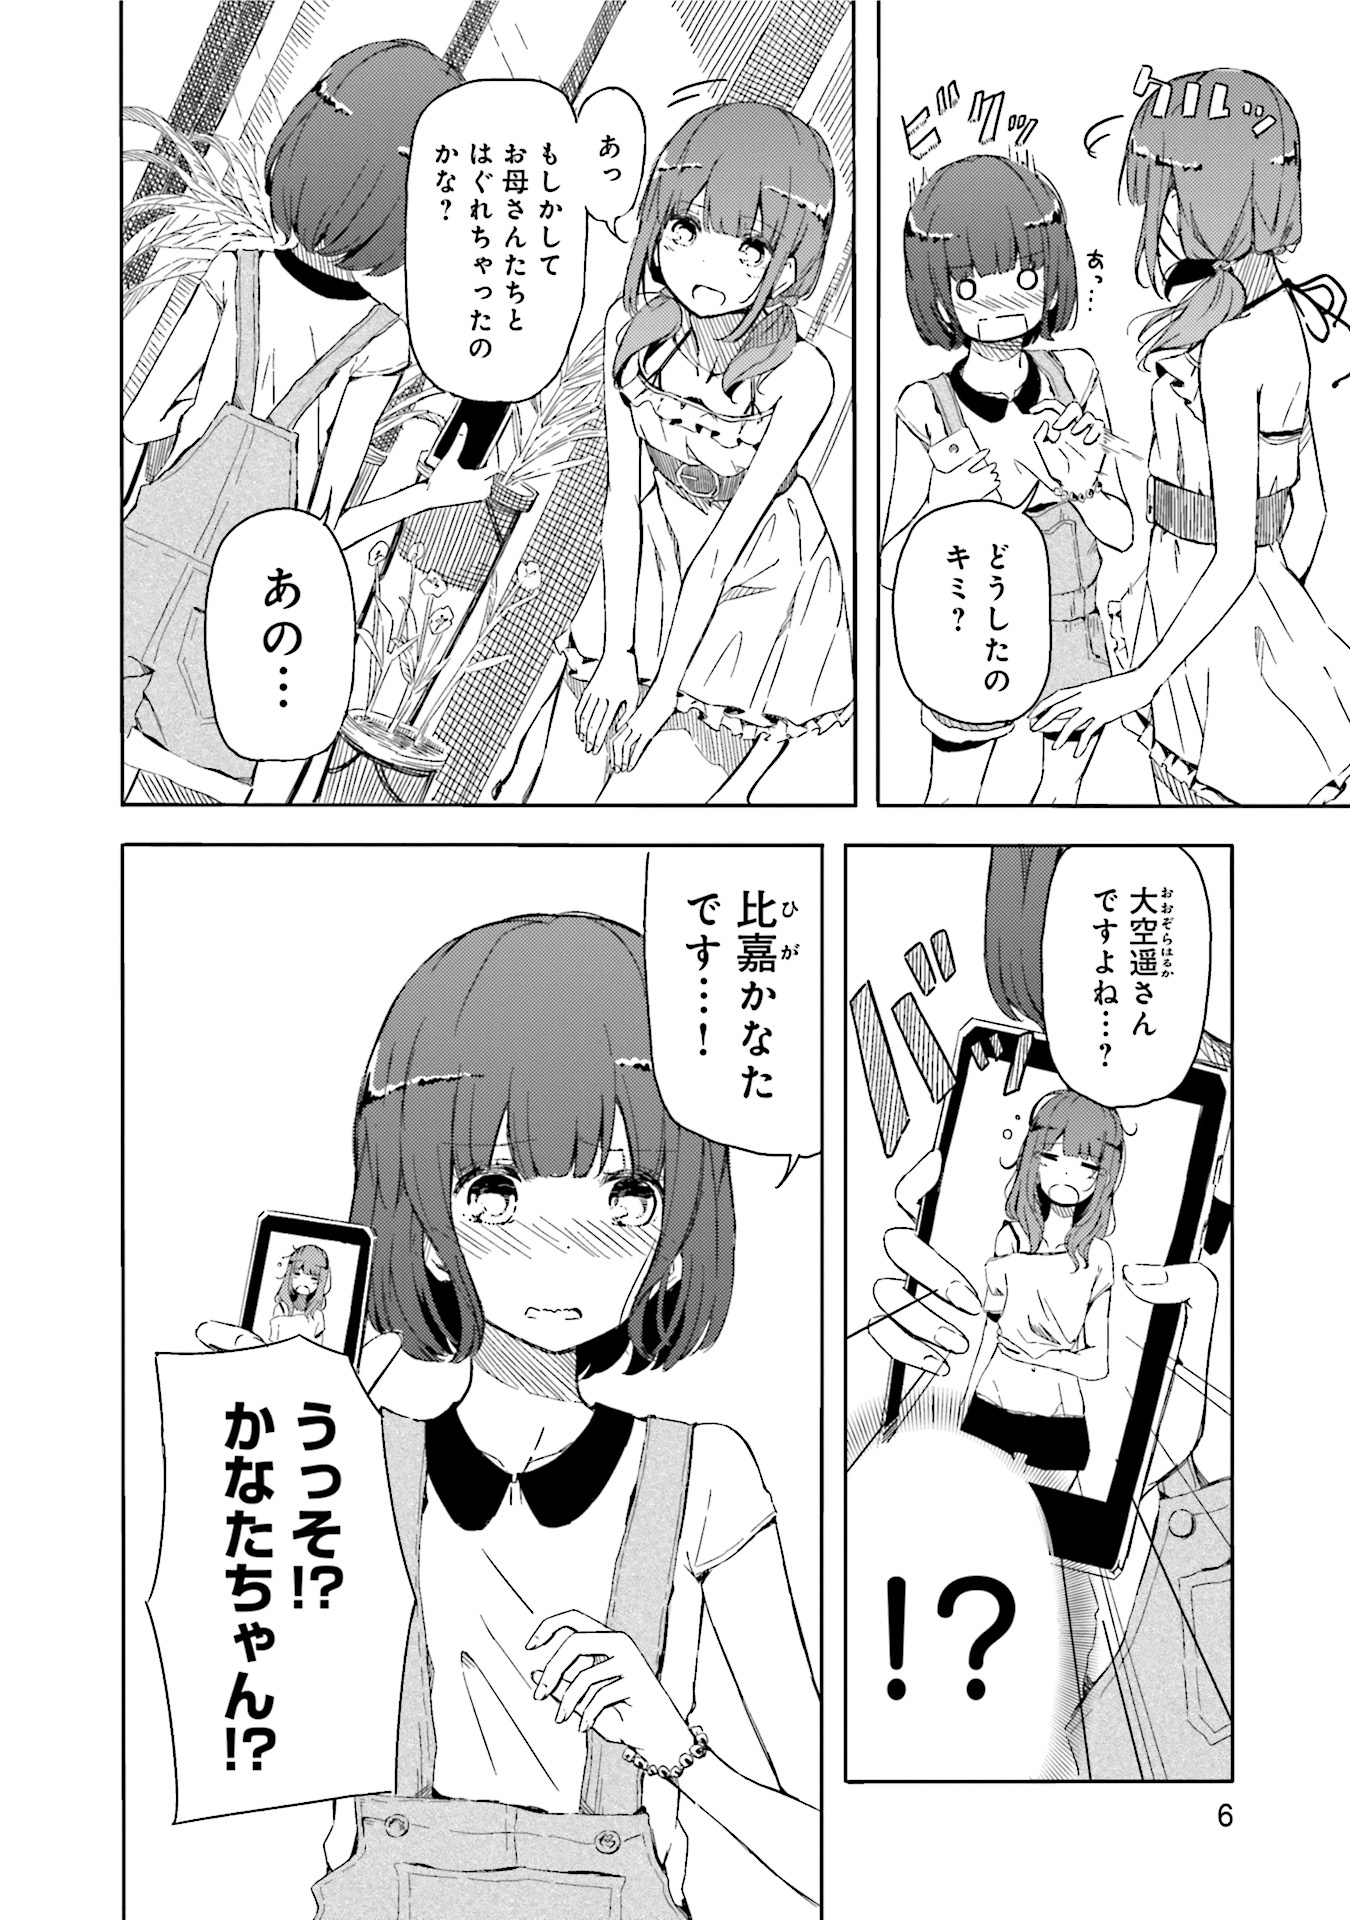 クルッ
ビクッ
あっ…
どうしたの
キミ?
あっ
もしかして
お母さんたちと
はぐれちゃったの
かな?
あの…
大空遥さん
おおぞらはるか
ですよね…?
!?
比嘉かなた
ひが
です…!
うっそ!?
かなたちゃん!?
6